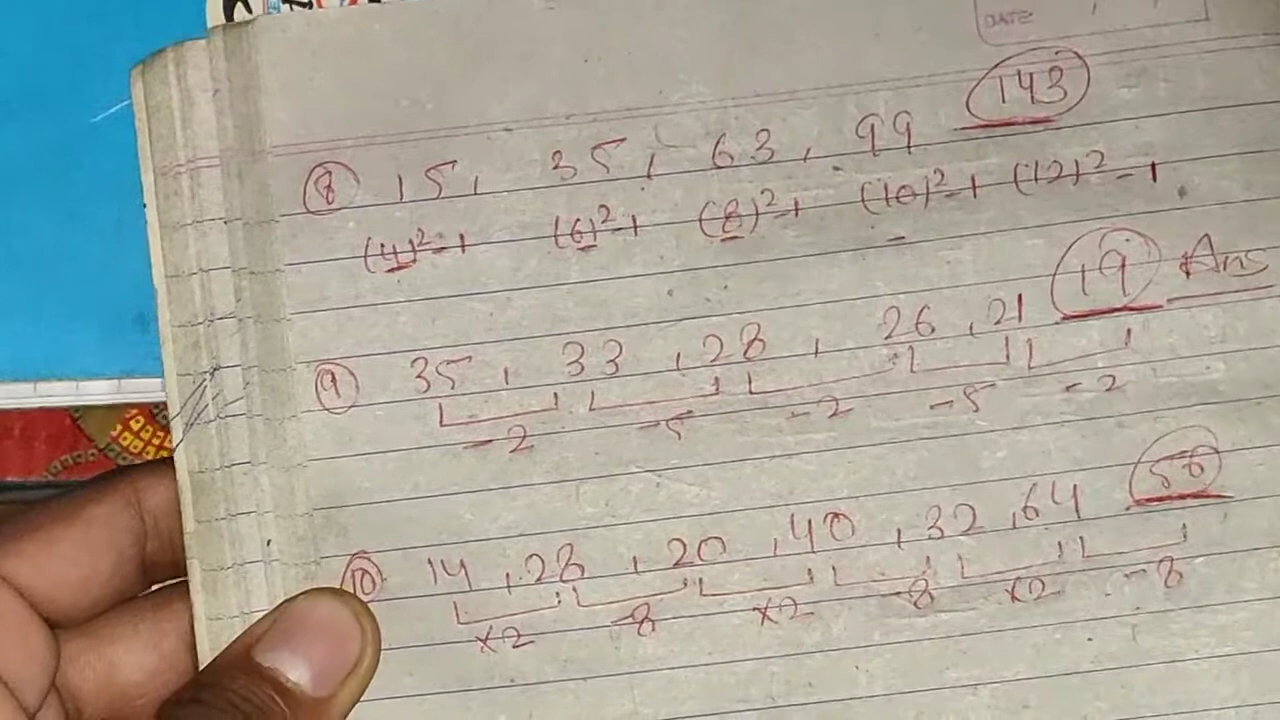 DATE:
(8) 15, 35, 63, 99 143
(4)²-1 (6)²-1 (8)²-1 (10)²-1 (12)²-1
(9) 35, 33, 28, 26, 21 19 Ans
-2 -5 -2 -5 -2
(10) 14, 28, 20, 40, 32, 64 56
×2 -8 ×2 -8 ×2 -8